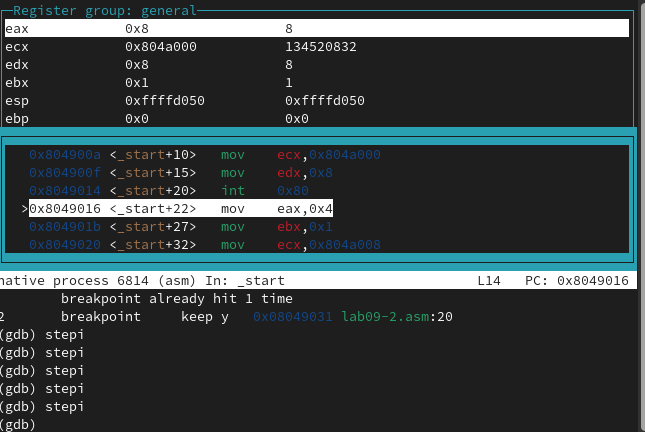 Register group: general
eax 0x8 8
ecx 0x804a000 134520832
edx 0x8 8
ebx 0x1 1
esp 0xffffd050 0xffffd050
ebp 0x0 0x0
0x804900a <_start+10> mov ecx,0x804a000
0x804900f <_start+15> mov edx,0x8
0x8049014 <_start+20> int 0x80
>0x8049016 <_start+22> mov eax,0x4
0x804901b <_start+27> mov ebx,0x1
0x8049020 <_start+32> mov ecx,0x804a008
native process 6814 (asm) In: _start L14 PC: 0x8049016
breakpoint already hit 1 time
2 breakpoint keep y 0x08049031 lab09-2.asm:20
(gdb) stepi
(gdb) stepi
(gdb) stepi
(gdb) stepi
(gdb) stepi
(gdb)